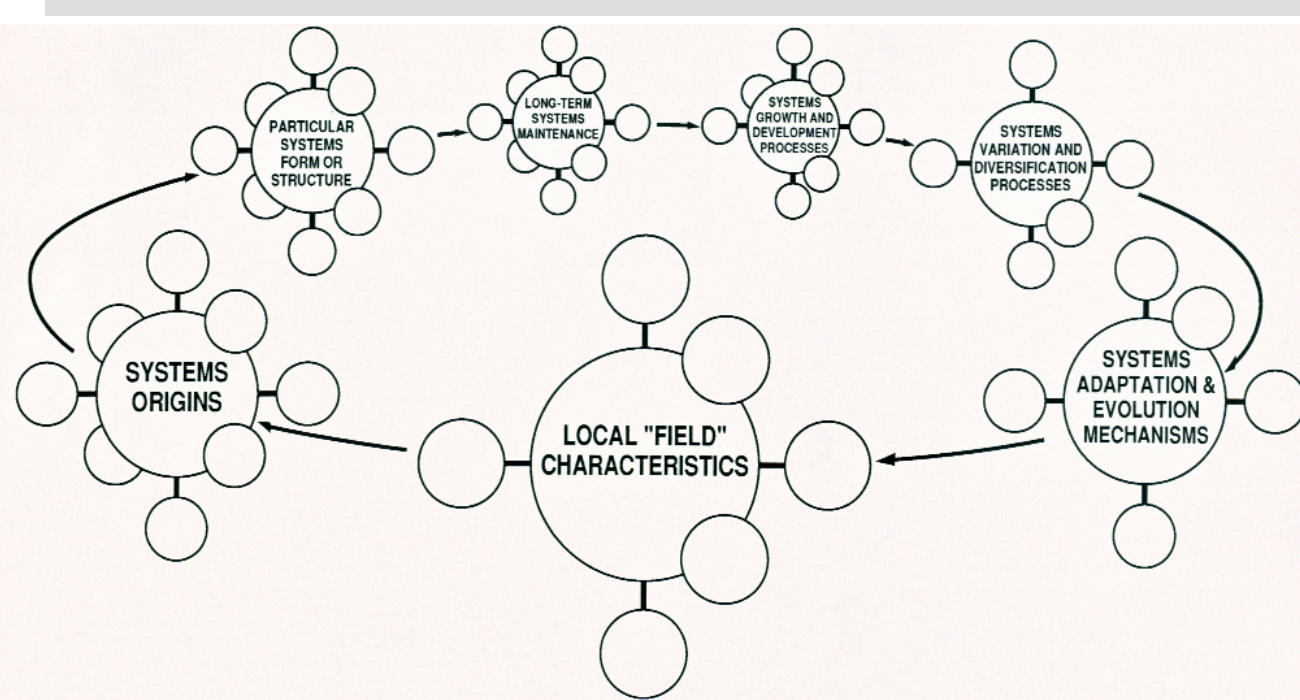 PARTICULAR
SYSTEMS
FORM OR
STRUCTURE
LONG-TERM
SYSTEMS
MAINTENANCE
SYSTEMS
GROWTH AND
DEVELOPMENT
PROCESSES
SYSTEMS
VARIATION AND
DIVERSIFICATION
PROCESSES
SYSTEMS
ADAPTATION &
EVOLUTION
MECHANISMS
LOCAL "FIELD"
CHARACTERISTICS
SYSTEMS
ORIGINS